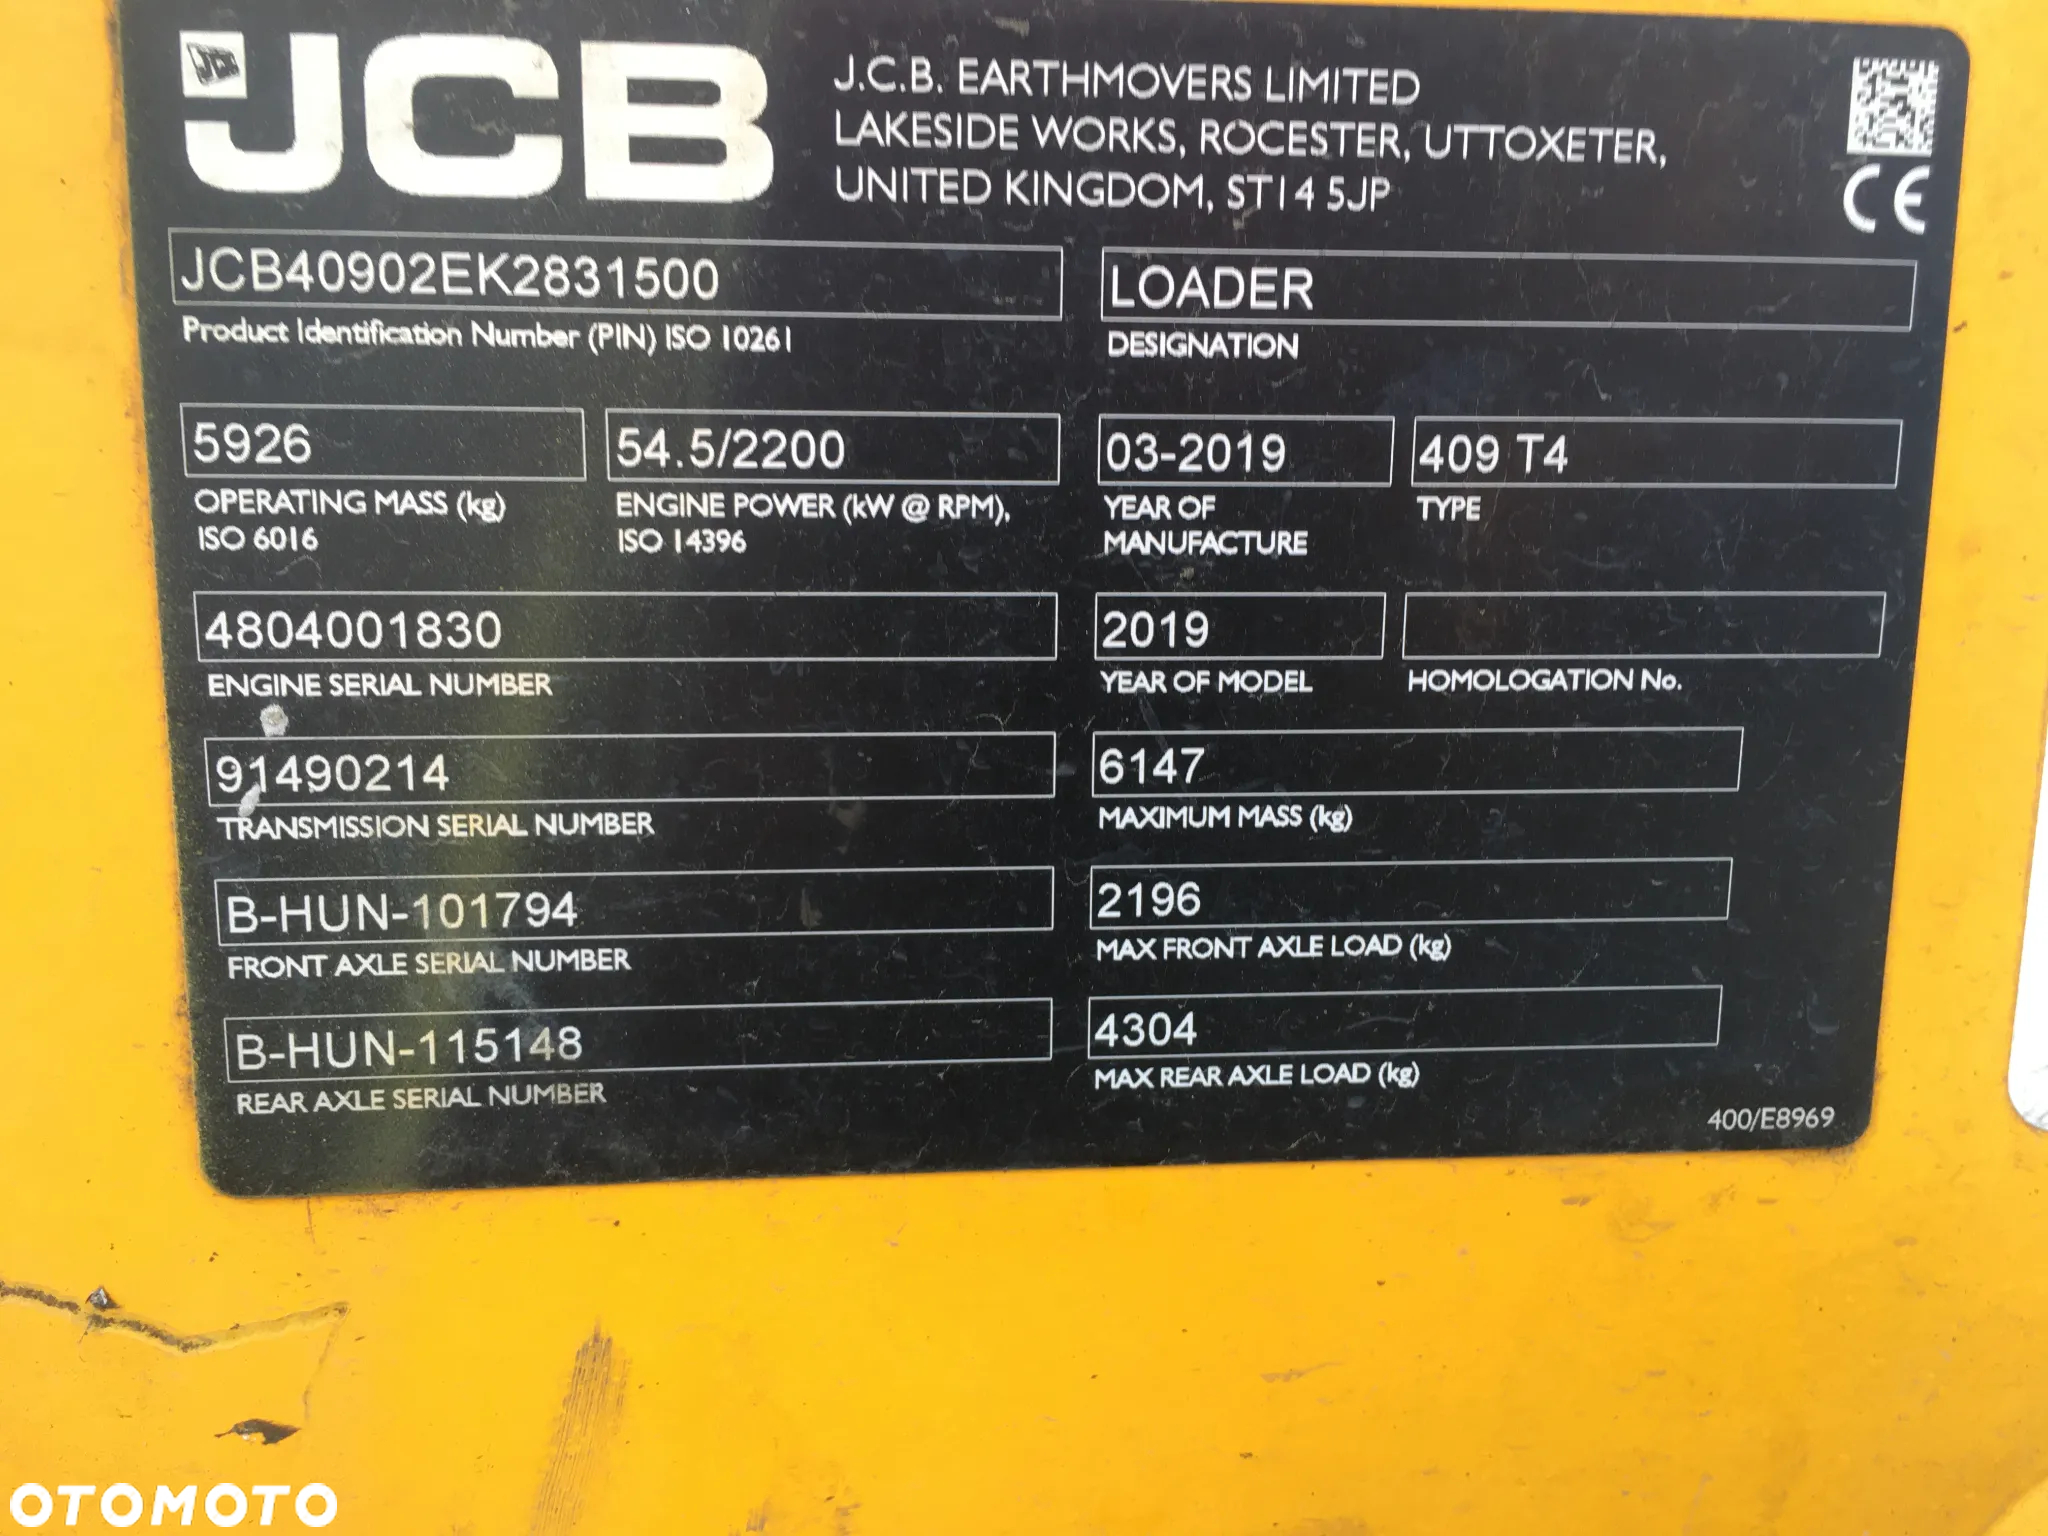 JCB
JCB
J.C.B. EARTHMOVERS LIMITED
LAKESIDE WORKS, ROCESTER, UTTOXETER,
UNITED KINGDOM, ST14 5JP
CE
JCB40902EK2831500
Product Identification Number (PIN) ISO 10261
LOADER
DESIGNATION
5926
OPERATING MASS (kg)
ISO 6016
54.5/2200
ENGINE POWER (kW @ RPM),
ISO 14396
03-2019
YEAR OF
MANUFACTURE
409 T4
TYPE
4804001830
ENGINE SERIAL NUMBER
2019
YEAR OF MODEL
HOMOLOGATION No.
91490214
TRANSMISSION SERIAL NUMBER
6147
MAXIMUM MASS (kg)
B-HUN-101794
FRONT AXLE SERIAL NUMBER
2196
MAX FRONT AXLE LOAD (kg)
B-HUN-115148
REAR AXLE SERIAL NUMBER
4304
MAX REAR AXLE LOAD (kg)
400/E8969
OTOMOTO